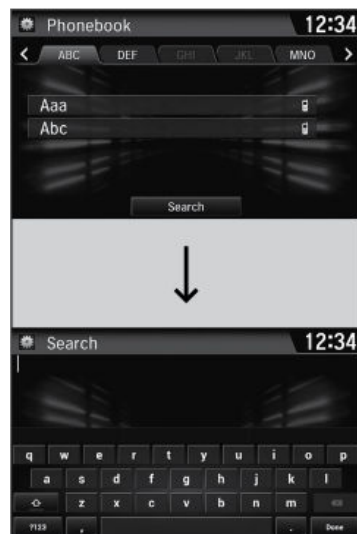 Phonebook 12:34
ABC DEF GHI JKL MNO
Aaa
Abc
Search
Search 12:34
q w e r t y u i o p
a s d f g h j k l
z x c v b n m
?123 , . Done